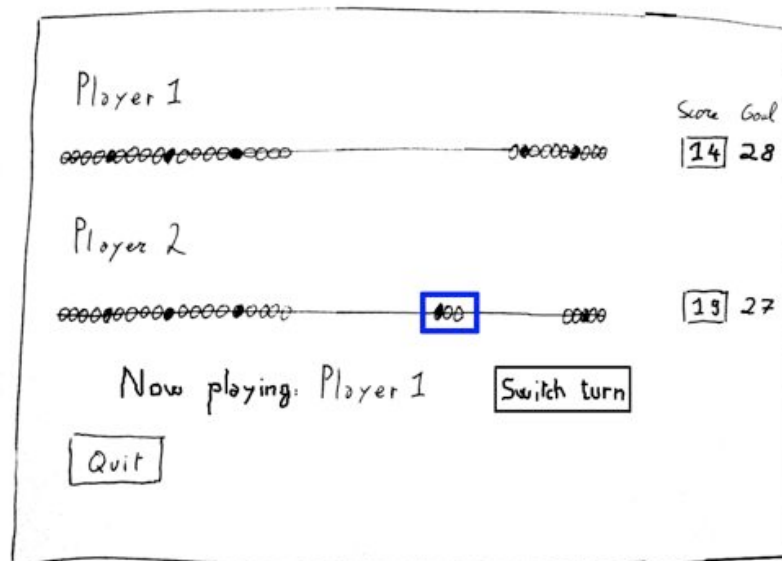 Player 1
Score Goal
14 28
Player 2
19 27
Now playing: Player 1 Switch turn
Quit